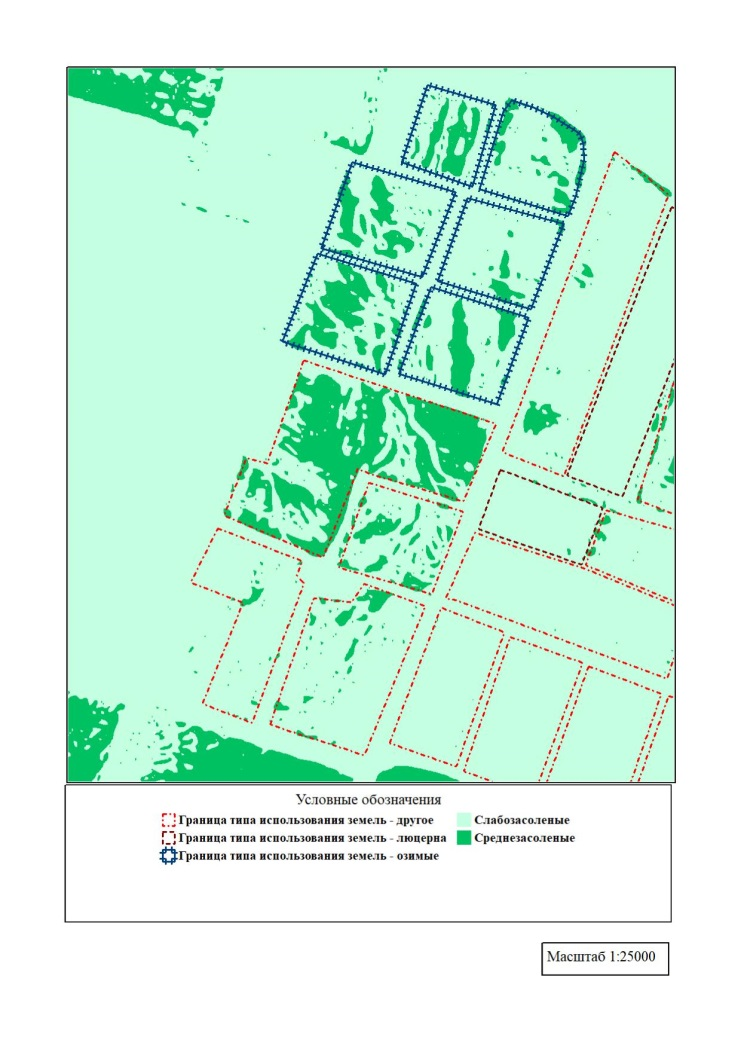 Условные обозначения
Граница типа использования земель - другое
Граница типа использования земель - люцерна
Граница типа использования земель - озимые
Слабозасоленые
Среднезасоленые
Масштаб 1:25000